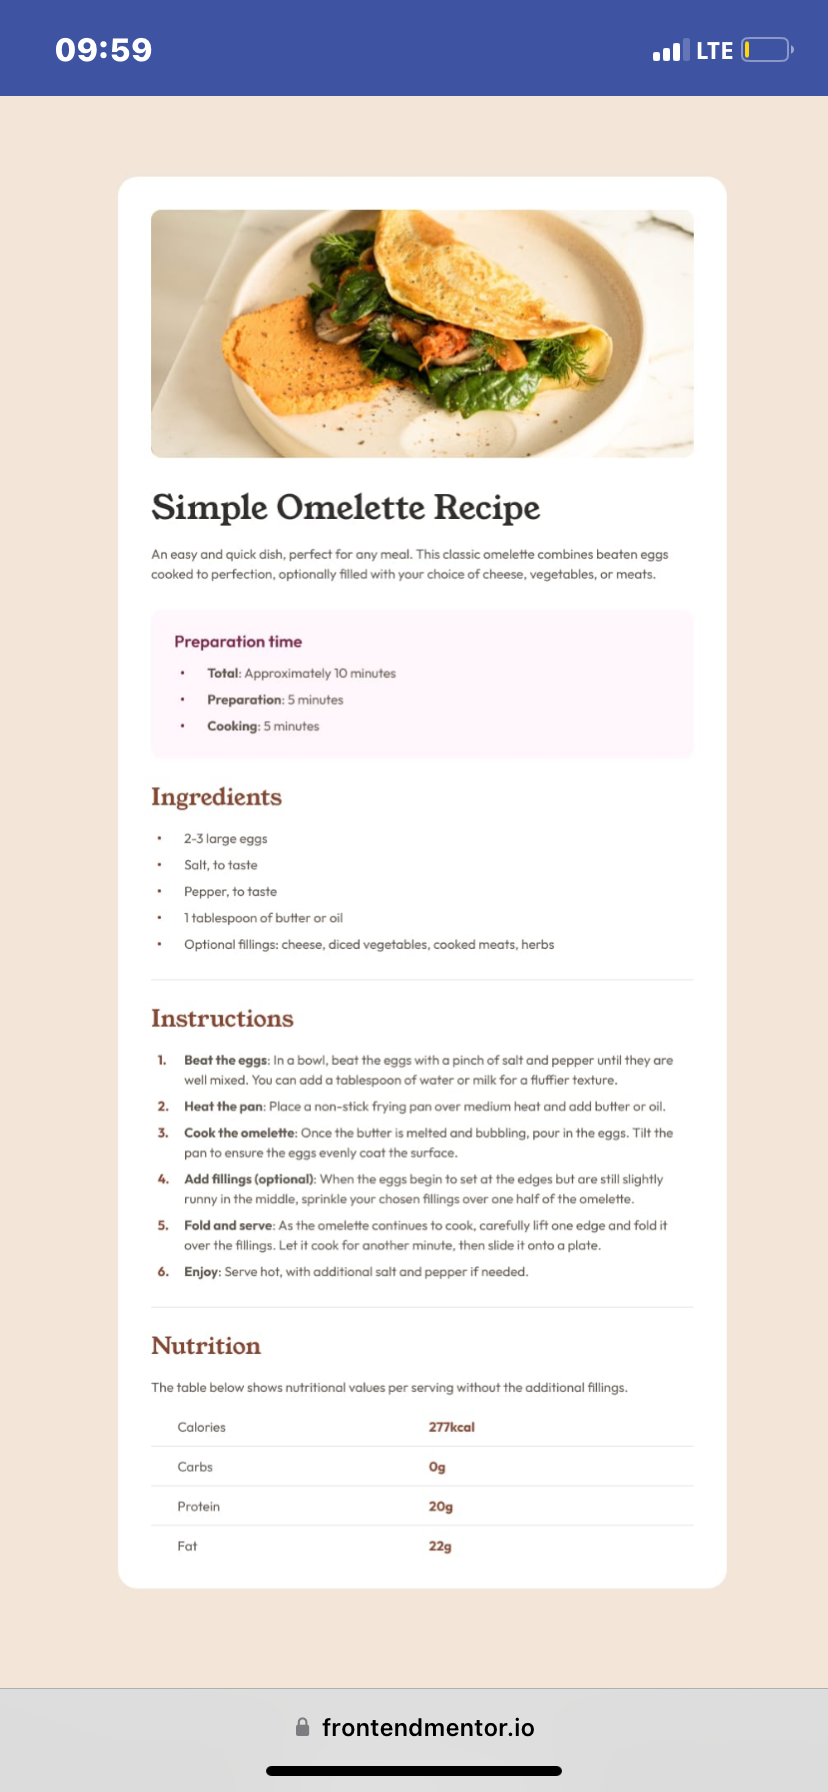 09:59
LTE
Simple Omelette Recipe
An easy and quick dish, perfect for any meal. This classic omelette combines beaten eggs
cooked to perfection, optionally filled with your choice of cheese, vegetables, or meats.
Preparation time
• Total: Approximately 10 minutes
• Preparation: 5 minutes
• Cooking: 5 minutes
Ingredients
• 2-3 large eggs
• Salt, to taste
• Pepper, to taste
• 1 tablespoon of butter or oil
• Optional fillings: cheese, diced vegetables, cooked meats, herbs
Instructions
1. Beat the eggs: In a bowl, beat the eggs with a pinch of salt and pepper until they are
well mixed. You can add a tablespoon of water or milk for a fluffier texture.
2. Heat the pan: Place a non-stick frying pan over medium heat and add butter or oil.
3. Cook the omelette: Once the butter is melted and bubbling, pour in the eggs. Tilt the
pan to ensure the eggs evenly coat the surface.
4. Add fillings (optional): When the eggs begin to set at the edges but are still slightly
runny in the middle, sprinkle your chosen fillings over one half of the omelette.
5. Fold and serve: As the omelette continues to cook, carefully lift one edge and fold it
over the fillings. Let it cook for another minute, then slide it onto a plate.
6. Enjoy: Serve hot, with additional salt and pepper if needed.
Nutrition
The table below shows nutritional values per serving without the additional fillings.
Calories 277kcal
Carbs 0g
Protein 20g
Fat 22g
frontendmentor.io